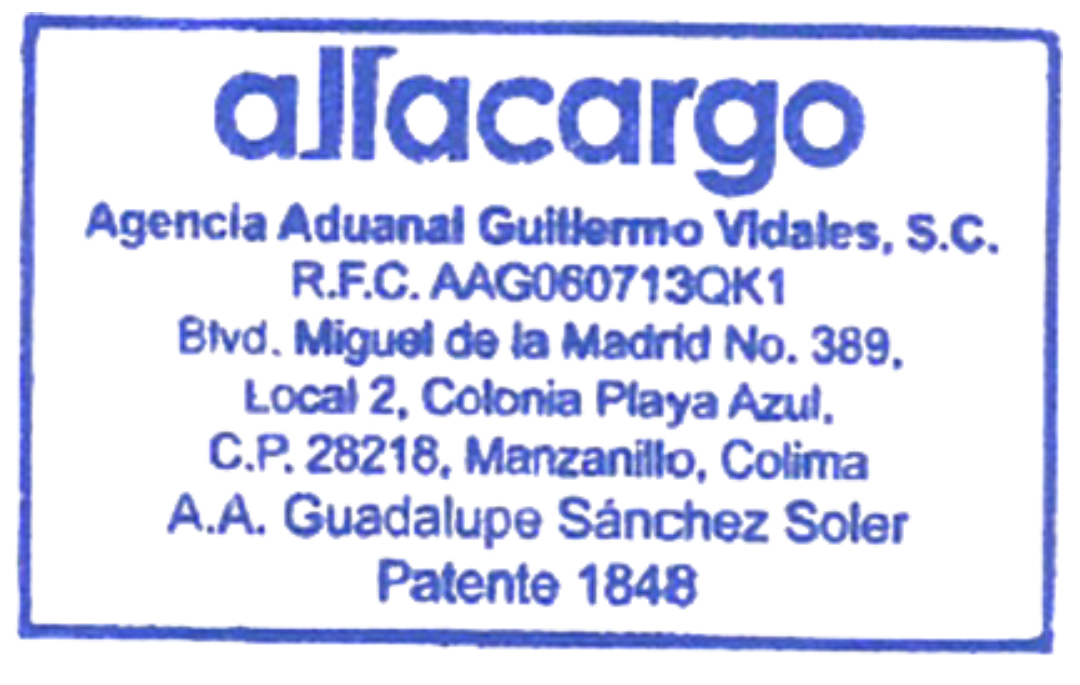 alfacargo
Agencia Aduanal Guillermo Vidales, S.C.
R.F.C. AAG060713QK1
Blvd. Miguel de la Madrid No. 389,
Local 2, Colonia Playa Azul,
C.P. 28218, Manzanillo, Colima
A.A. Guadalupe Sánchez Soler
Patente 1848